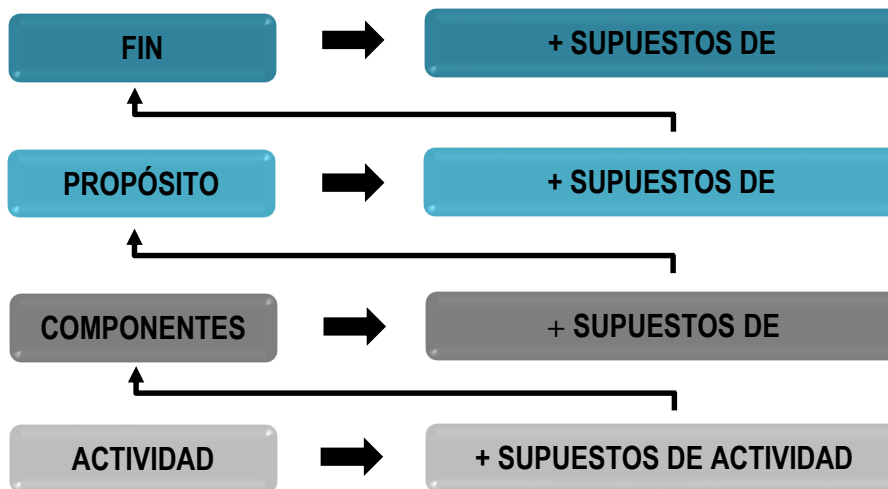 FIN
+ SUPUESTOS DE
PROPÓSITO
+ SUPUESTOS DE
COMPONENTES
+ SUPUESTOS DE
ACTIVIDAD
+ SUPUESTOS DE ACTIVIDAD